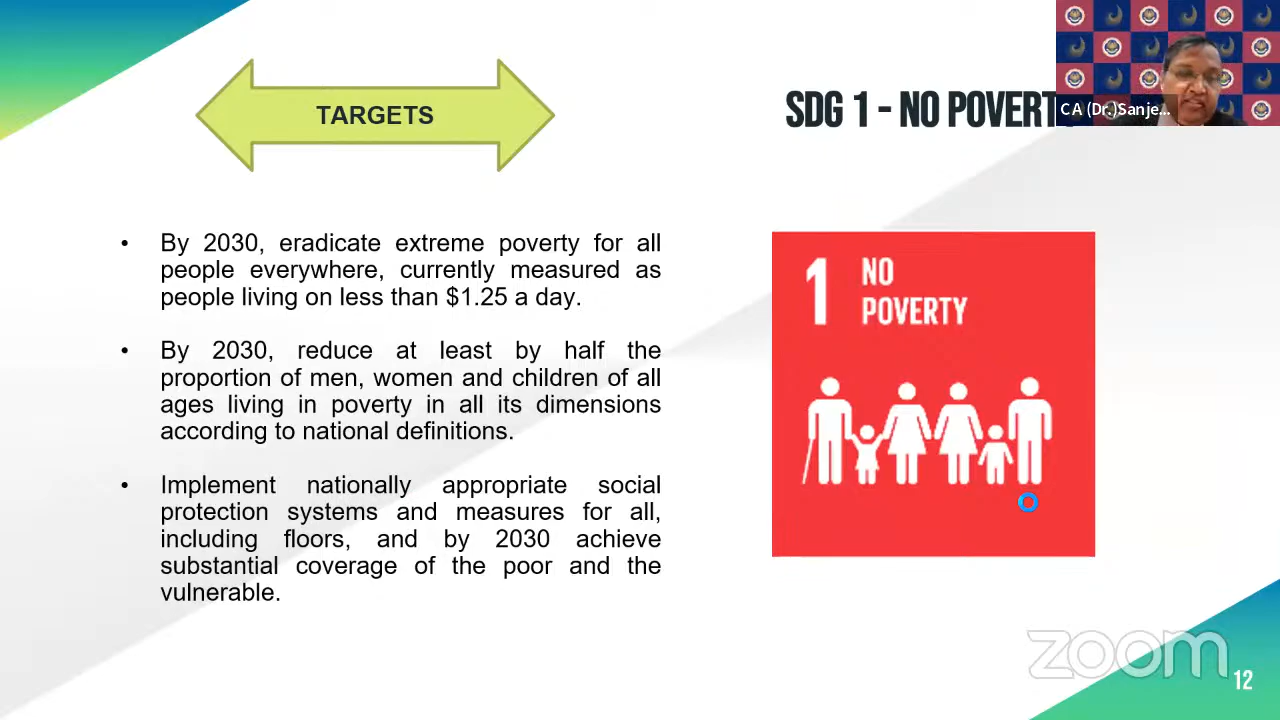 TARGETS
SDG 1 - NO POVERT
CA (Dr.)Sanje...
• By 2030, eradicate extreme poverty for all
people everywhere, currently measured as
people living on less than $1.25 a day.
• By 2030, reduce at least by half the
proportion of men, women and children of all
ages living in poverty in all its dimensions
according to national definitions.
• Implement nationally appropriate social
protection systems and measures for all,
including floors, and by 2030 achieve
substantial coverage of the poor and the
vulnerable.
1 NO
POVERTY
zoom
12